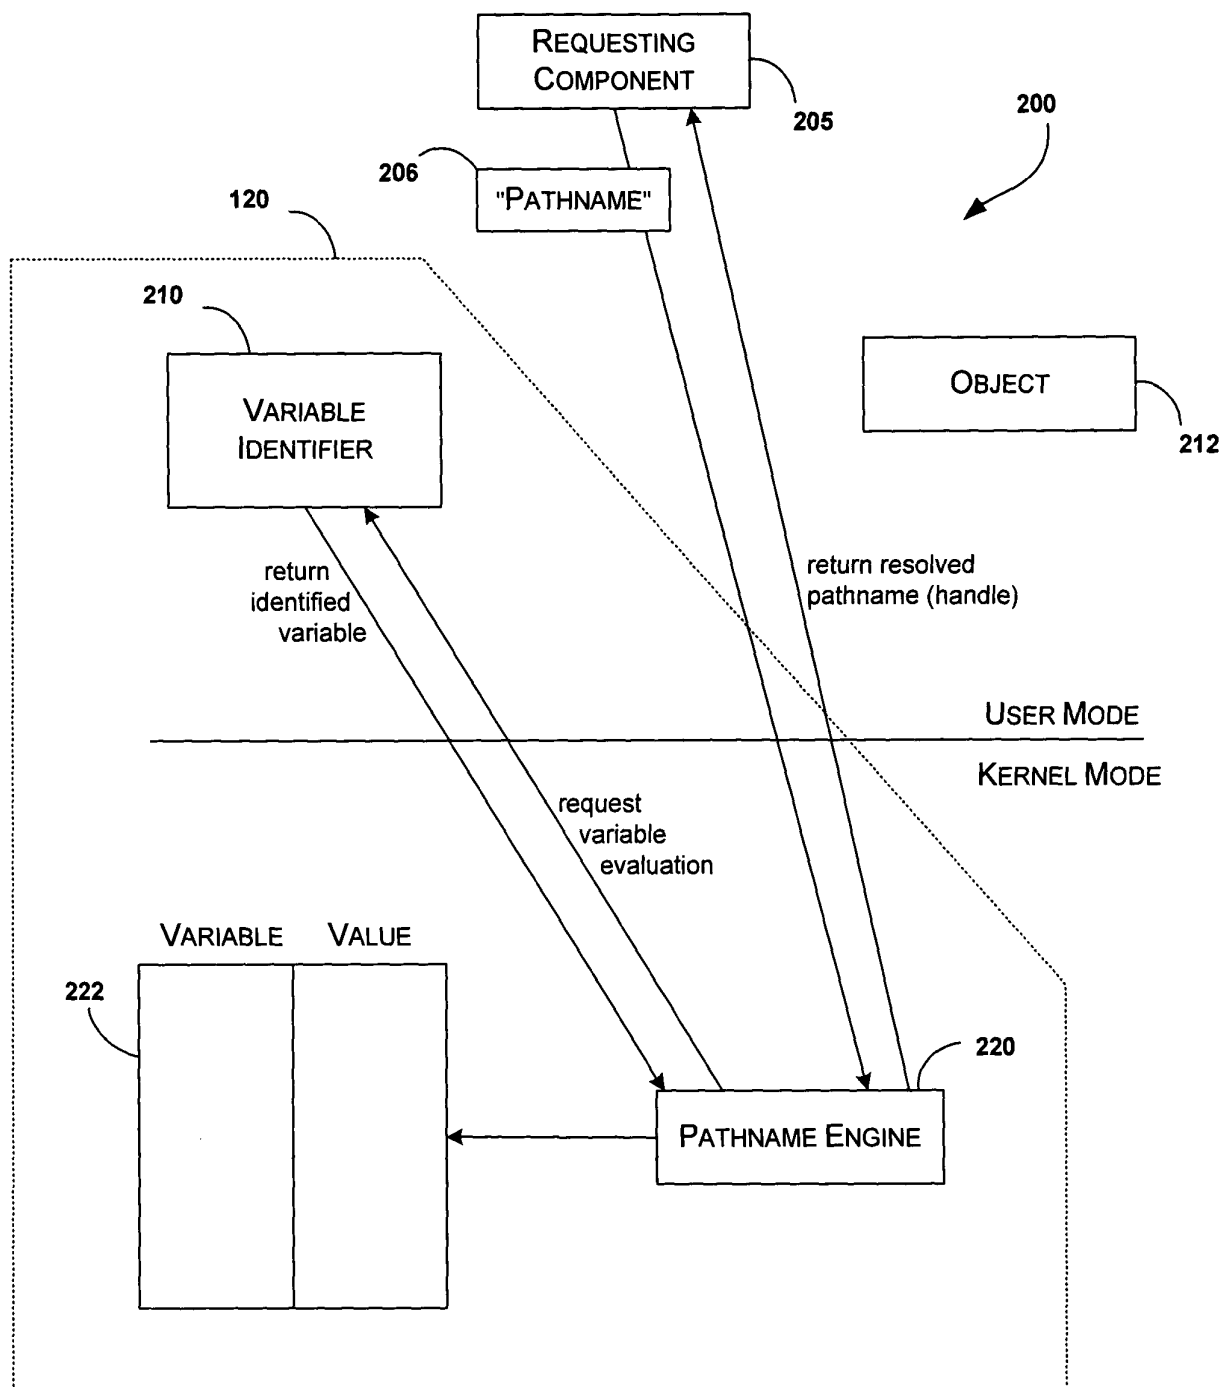 REQUESTING
COMPONENT
205
200
206
"PATHNAME"
120
210
VARIABLE
IDENTIFIER
OBJECT
212
return
identified
variable
return resolved
pathname (handle)
USER MODE
KERNEL MODE
request
variable
evaluation
VARIABLE
VALUE
222
220
PATHNAME ENGINE